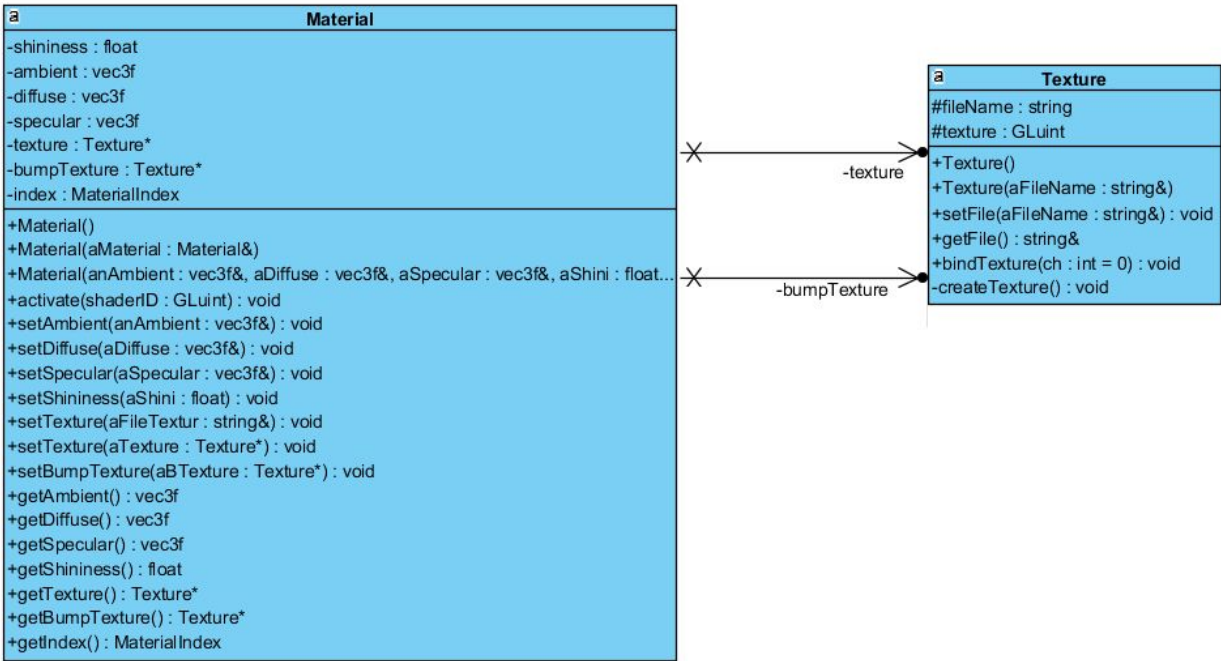 a
Material
-shininess : float
-ambient : vec3f
-diffuse : vec3f
-specular : vec3f
-texture : Texture*
-bumpTexture : Texture*
-index : MaterialIndex
+Material()
+Material(aMaterial : Material&)
+Material(anAmbient : vec3f&, aDiffuse : vec3f&, aSpecular : vec3f&, aShini : float...
+activate(shaderID : GLuint) : void
+setAmbient(anAmbient : vec3f&) : void
+setDiffuse(aDiffuse : vec3f&) : void
+setSpecular(aSpecular : vec3f&) : void
+setShininess(aShini : float) : void
+setTexture(aFileTextur : string&) : void
+setTexture(aTexture : Texture*) : void
+setBumpTexture(aBTexture : Texture*) : void
+getAmbient() : vec3f
+getDiffuse() : vec3f
+getSpecular() : vec3f
+getShininess() : float
+getTexture() : Texture*
+getBumpTexture() : Texture*
+getIndex() : MaterialIndex
-texture
-bumpTexture
a
Texture
#fileName : string
#texture : GLuint
+Texture()
+Texture(aFileName : string&)
+setFile(aFileName : string&) : void
+getFile() : string&
+bindTexture(ch : int = 0) : void
-createTexture() : void